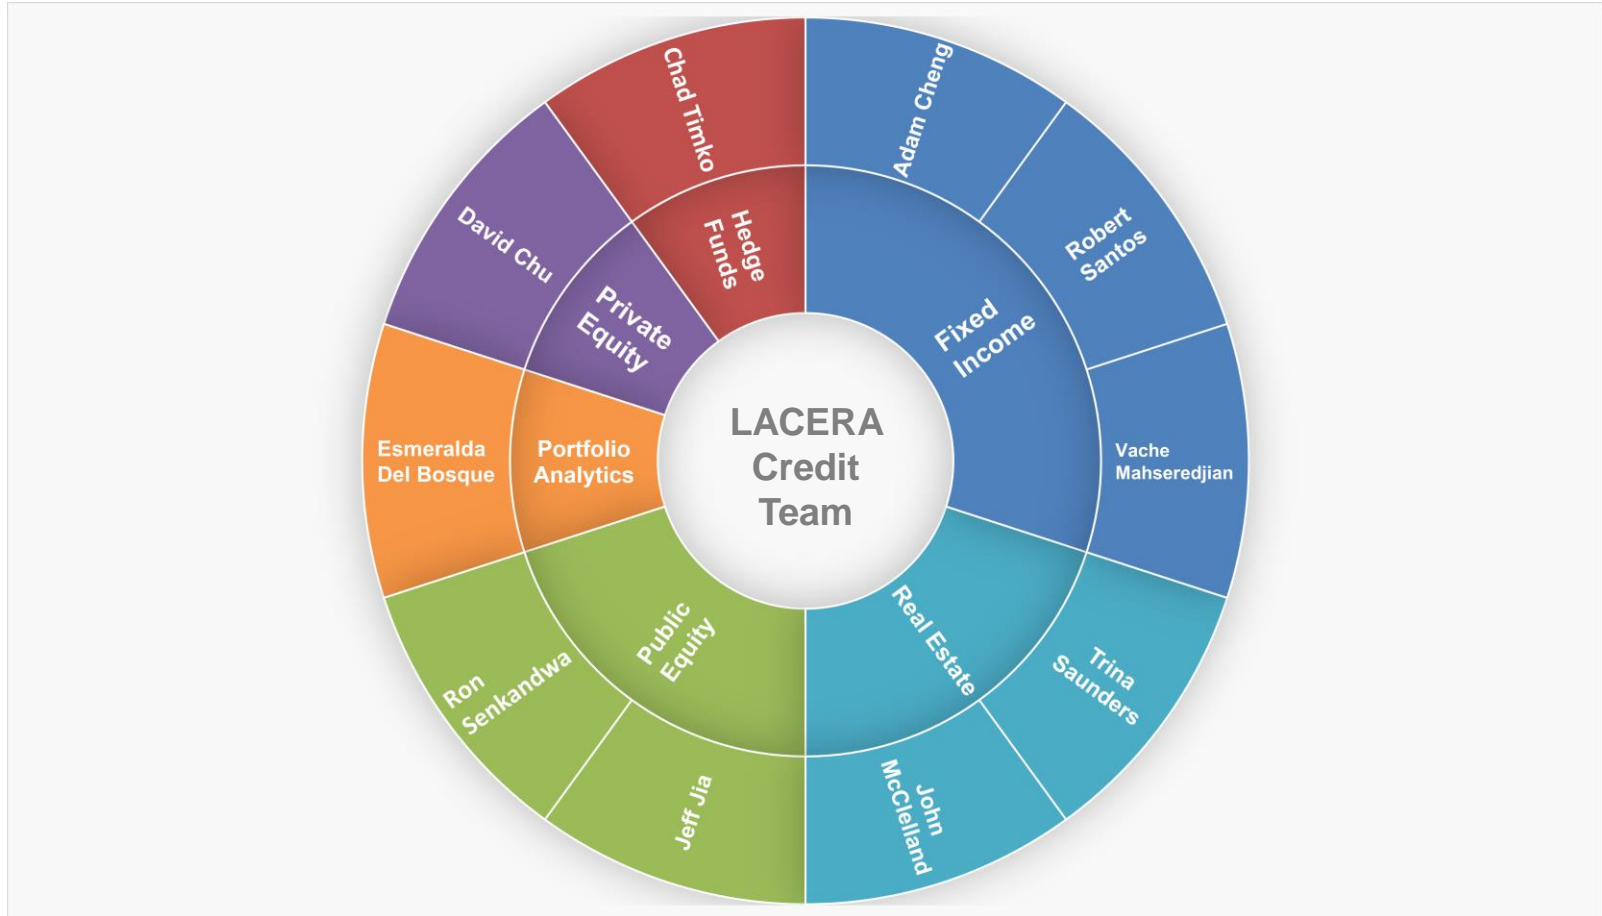 LACERA
Credit
Team
Fixed
Income
Adam Cheng
Robert
Santos
Vache
Mahseredjian
Real Estate
Trina
Saunders
John
McClelland
Public
Equity
Jeff Jia
Ron
Senkandwa
Portfolio
Analytics
Esmeralda
Del Bosque
Private
Equity
David Chu
Hedge
Funds
Chad Timko